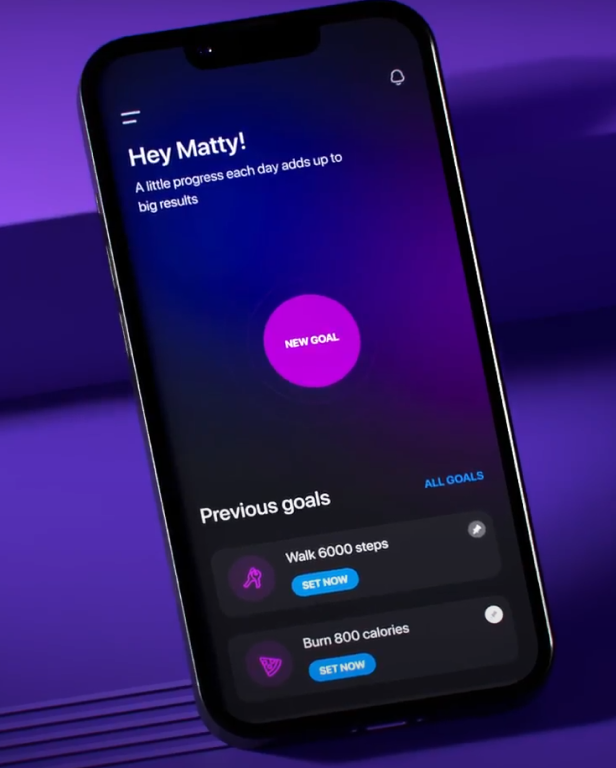 Hey Matty!
A little progress each day adds up to
big results
NEW GOAL
Previous goals
ALL GOALS
Walk 6000 steps
SET NOW
Burn 800 calories
SET NOW